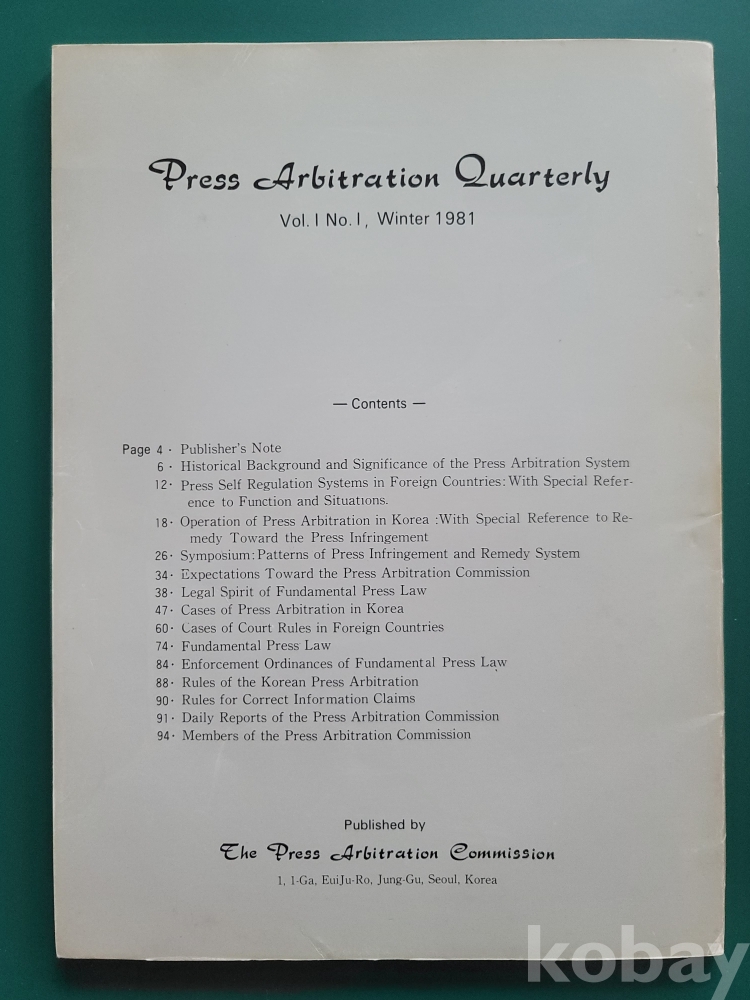 Press Arbitration Quarterly
Vol. I No. I, Winter 1981
— Contents —
Page 4 · Publisher's Note
6 · Historical Background and Significance of the Press Arbitration System
12 · Press Self Regulation Systems in Foreign Countries: With Special Refer-
ence to Function and Situations.
18 · Operation of Press Arbitration in Korea : With Special Reference to Re-
medy Toward the Press Infringement
26 · Symposium: Patterns of Press Infringement and Remedy System
34 · Expectations Toward the Press Arbitration Commission
38 · Legal Spirit of Fundamental Press Law
47 · Cases of Press Arbitration in Korea
60 · Cases of Court Rules in Foreign Countries
74 · Fundamental Press Law
84 · Enforcement Ordinances of Fundamental Press Law
88 · Rules of the Korean Press Arbitration
90 · Rules for Correct Information Claims
91 · Daily Reports of the Press Arbitration Commission
94 · Members of the Press Arbitration Commission
Published by
The Press Arbitration Commission
1, 1-Ga, EuiJu-Ro, Jung-Gu, Seoul, Korea
kobay